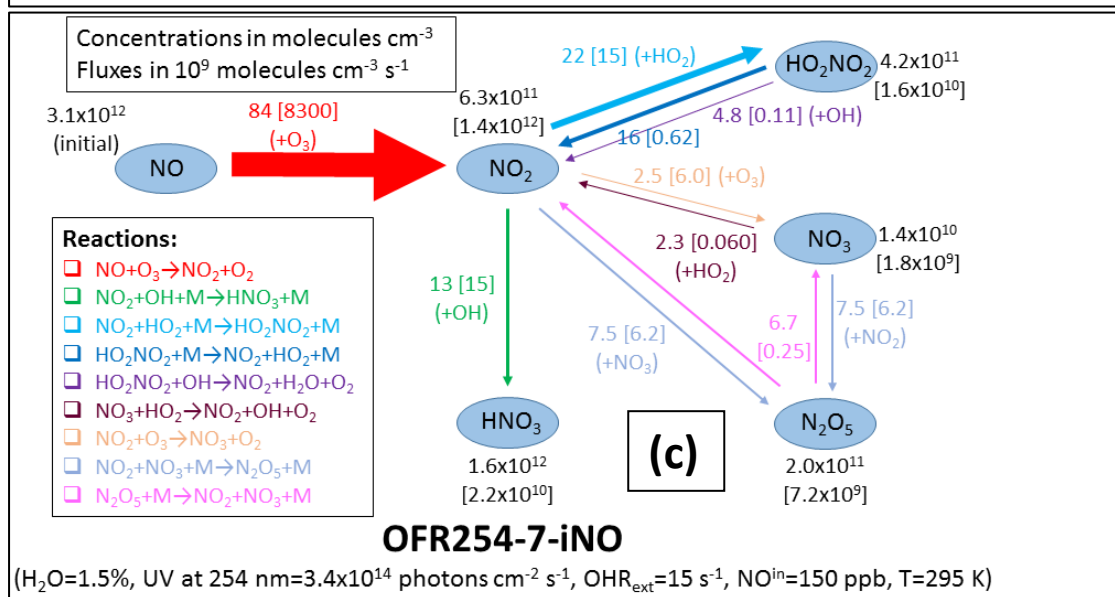 Concentrations in molecules cm⁻³
Fluxes in 10⁹ molecules cm⁻³ s⁻¹
3.1x10¹²
(initial)
NO
84 [8300]
(+O₃)
6.3x10¹¹
[1.4x10¹²]
NO₂
22 [15] (+HO₂)
HO₂NO₂
4.2x10¹¹
[1.6x10¹⁰]
4.8 [0.11] (+OH)
16 [0.62]
2.5 [6.0] (+O₃)
NO₃
1.4x10¹⁰
[1.8x10⁹]
2.3 [0.060]
(+HO₂)
13 [15]
(+OH)
7.5 [6.2]
(+NO₃)
6.7
[0.25]
7.5 [6.2]
(+NO₂)
Reactions:
❑ NO+O₃→NO₂+O₂
❑ NO₂+OH+M→HNO₃+M
❑ NO₂+HO₂+M→HO₂NO₂+M
❑ HO₂NO₂+M→NO₂+HO₂+M
❑ HO₂NO₂+OH→NO₂+H₂O+O₂
❑ NO₃+HO₂→NO₂+OH+O₂
❑ NO₂+O₃→NO₃+O₂
❑ NO₂+NO₃+M→N₂O₅+M
❑ N₂O₅+M→NO₂+NO₃+M
HNO₃
1.6x10¹²
[2.2x10¹⁰]
(c)
N₂O₅
2.0x10¹¹
[7.2x10⁹]
OFR254-7-iNO
(H₂O=1.5%, UV at 254 nm=3.4x10¹⁴ photons cm⁻² s⁻¹, OHRₑₓₜ=15 s⁻¹, NOⁱⁿ=150 ppb, T=295 K)